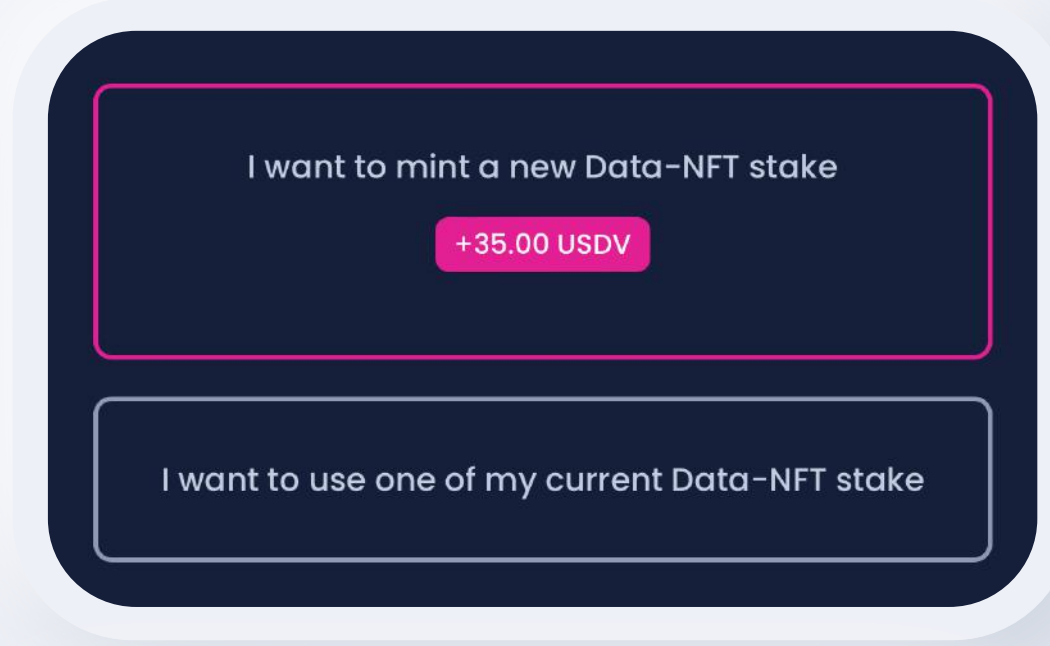 I want to mint a new Data-NFT stake
+35.00 USDV
I want to use one of my current Data-NFT stake